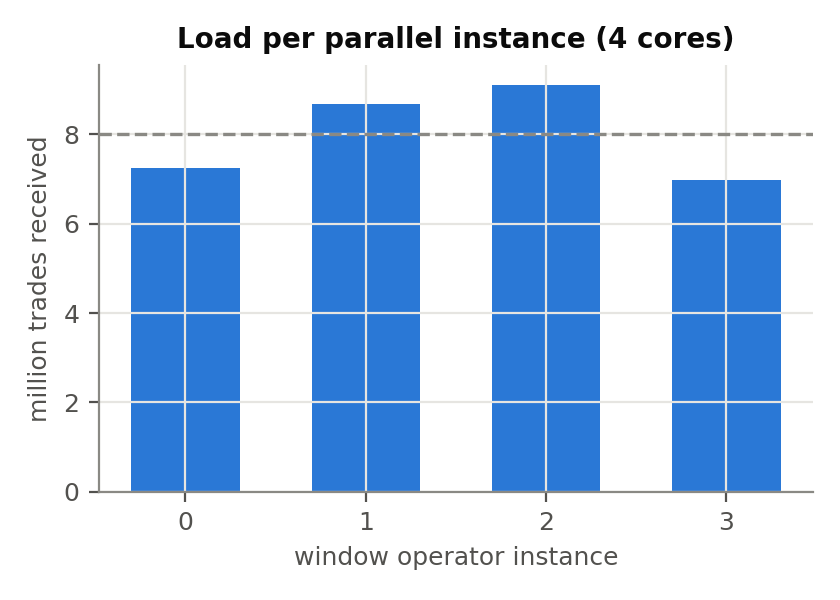 Load per parallel instance (4 cores)
million trades received
8
6
4
2
0
0 1 2 3
window operator instance